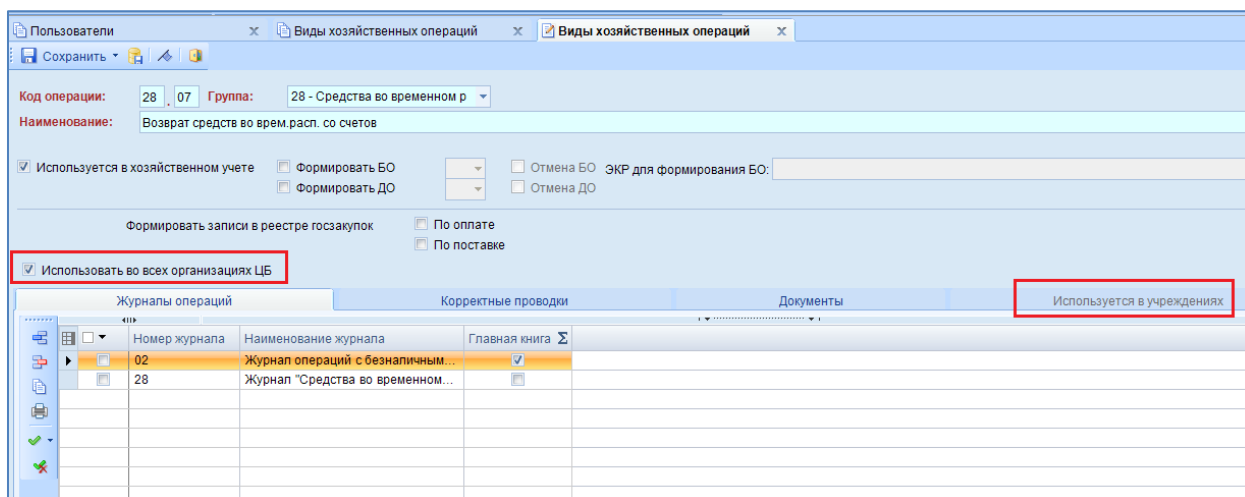 Пользователи Виды хозяйственных операций Виды хозяйственных операций
Сохранить
Код операции: 28 . 07 Группа: 28 - Средства во временном р
Наименование: Возврат средств во врем.расп. со счетов
Используется в хозяйственном учете Формировать БО Отмена БО ЭКР для формирования БО:
Формировать ДО Отмена ДО
Формировать записи в реестре госзакупок По оплате
По поставке
Использовать во всех организациях ЦБ
Журналы операций Корректные проводки Документы Используется в учреждениях
Номер журнала Наименование журнала Главная книга Σ
02 Журнал операций с безналичным...
28 Журнал "Средства во временном...